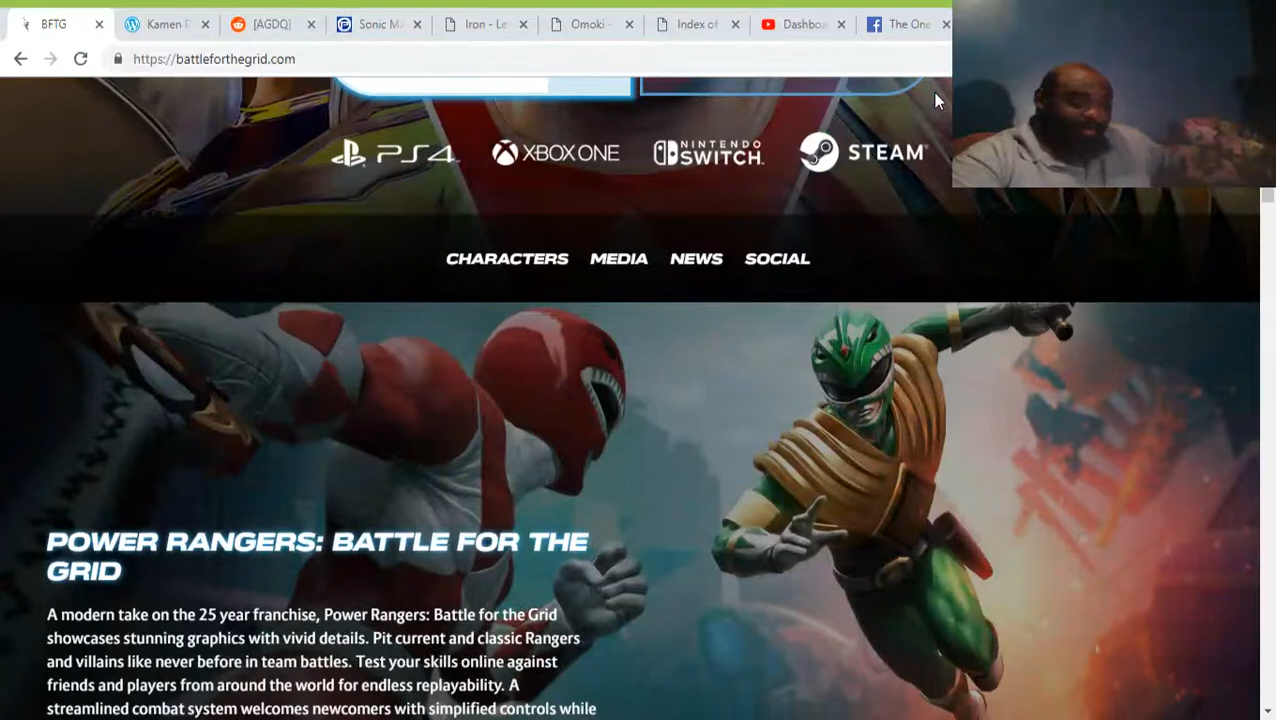 BFTG
Kamen
[AGDQ]
Sonic
Iron - Le
Omoki -
Index of
Dashboa
The One
https://battleforthegrid.com
PS4
XBOX ONE
NINTENDO SWITCH
STEAM
CHARACTERS MEDIA NEWS SOCIAL
POWER RANGERS: BATTLE FOR THE
GRID
A modern take on the 25 year franchise, Power Rangers: Battle for the Grid
showcases stunning graphics with vivid details. Pit current and classic Rangers
and villains like never before in team battles. Test your skills online against
friends and players from around the world for endless replayability. A
streamlined combat system welcomes newcomers with simplified controls while